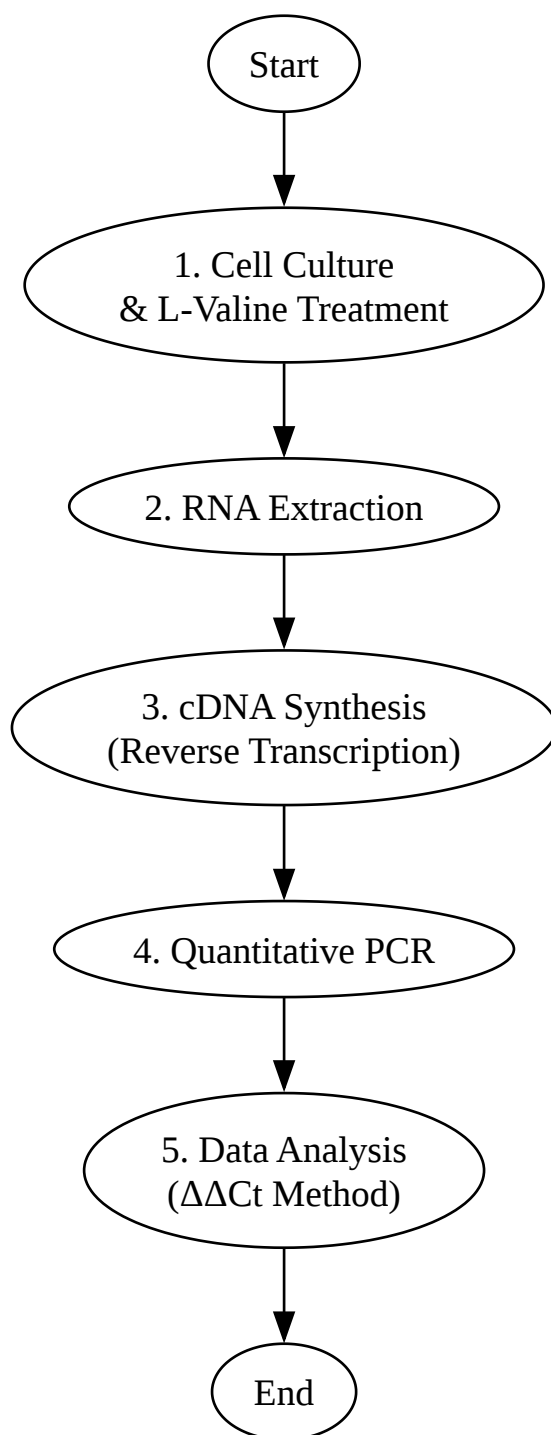 Start
1. Cell Culture
& L-Valine Treatment
2. RNA Extraction
3. cDNA Synthesis
(Reverse Transcription)
4. Quantitative PCR
5. Data Analysis
(ΔΔCt Method)
End